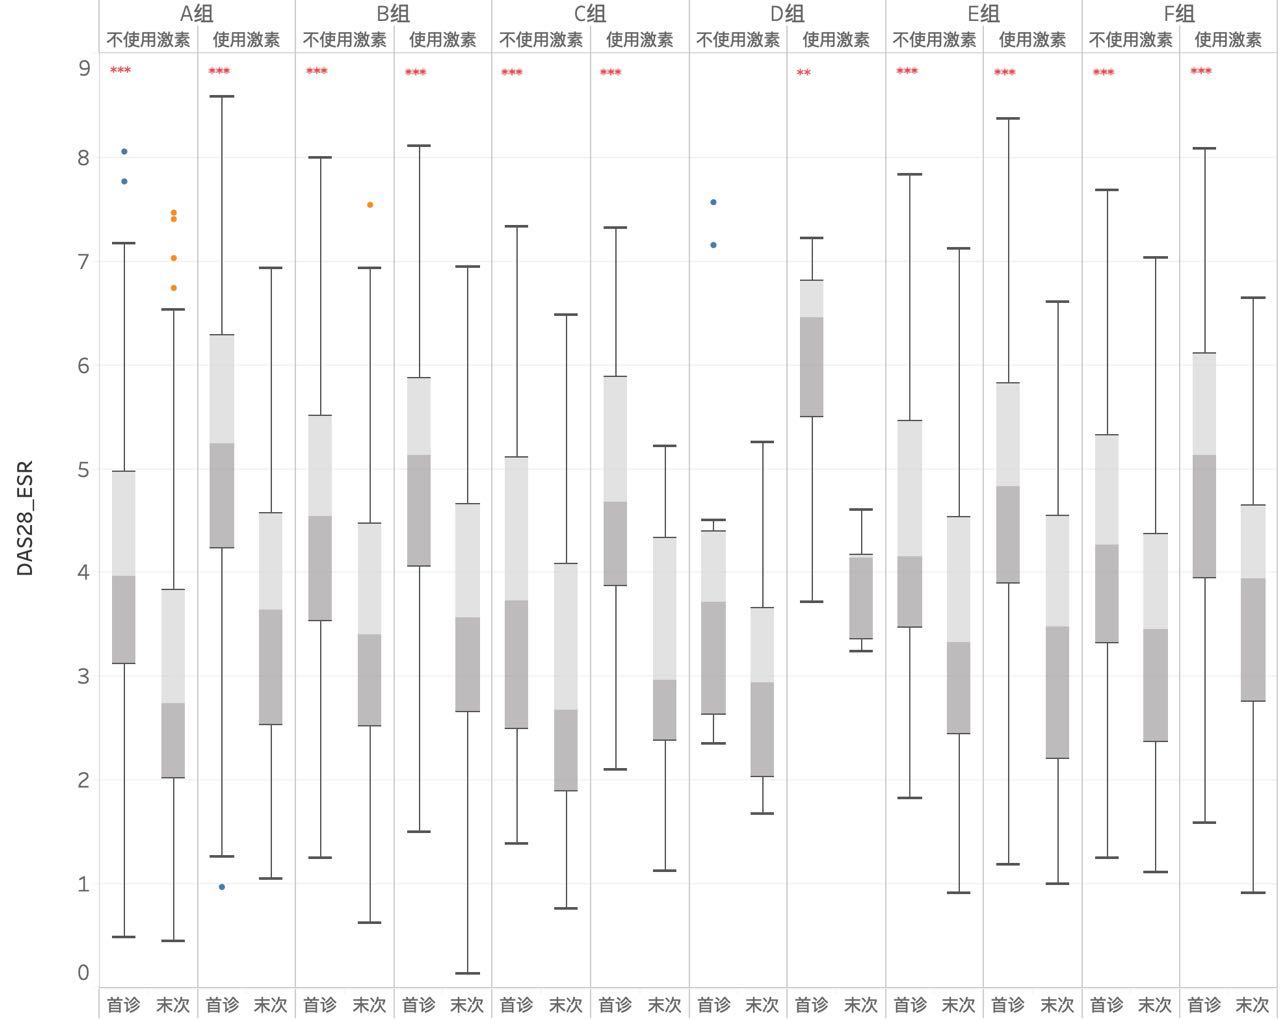 A组 B组 C组 D组 E组 F组
不使用激素 使用激素 不使用激素 使用激素 不使用激素 使用激素 不使用激素 使用激素 不使用激素 使用激素 不使用激素 使用激素
9 *** *** *** *** *** *** ** *** *** *** ***
8
7
6
5
DAS28_ESR
4
3
2
1
0
首诊 末次 首诊 末次 首诊 末次 首诊 末次 首诊 末次 首诊 末次 首诊 末次 首诊 末次 首诊 末次 首诊 末次 首诊 末次 首诊 末次